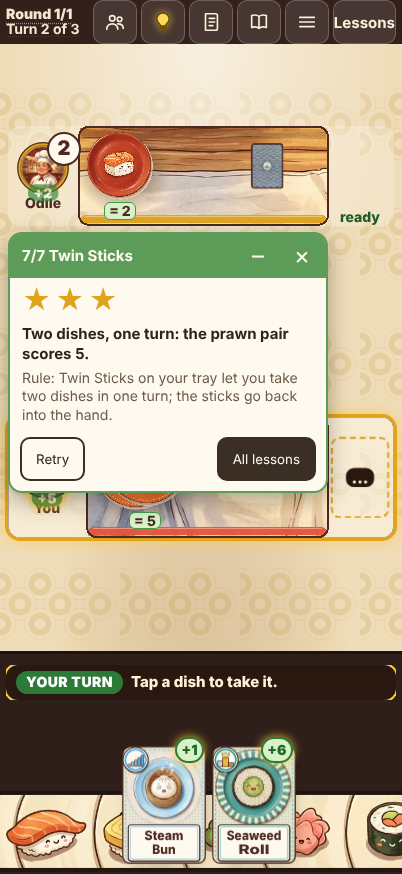 Round 1/1
Turn 2 of 3
Lessons
2
+2
Odile
= 2
ready
7/7 Twin Sticks
Two dishes, one turn: the prawn pair
scores 5.
Rule: Twin Sticks on your tray let you take
two dishes in one turn; the sticks go back
into the hand.
Retry
All lessons
+5
You
= 5
...
YOUR TURN
Tap a dish to take it.
+1
+6
Steam
Bun
Seaweed
Roll